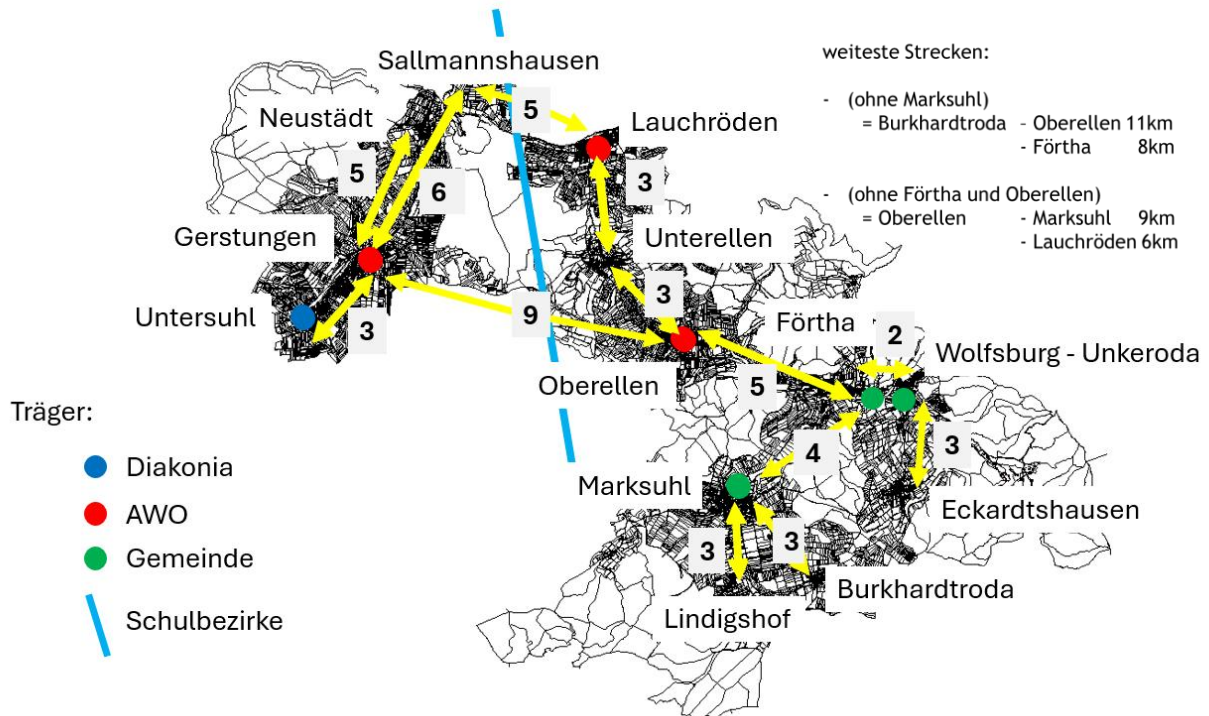 Sallmannshausen
Neustädt
5
Lauchröden
5
6
3
Gerstungen
Unterellen
Untersuhl
3
9
3
Förtha
2
Wolfsburg - Unkeroda
Oberellen
5
4
3
Marksuhl
Eckardtshausen
3
3
Burkhardtroda
Lindigshof
weiteste Strecken:
- (ohne Marksuhl)
= Burkhardtroda - Oberellen 11km
- Förtha 8km
- (ohne Förtha und Oberellen)
= Oberellen - Marksuhl 9km
- Lauchröden 6km
Träger:
Diakonia
AWO
Gemeinde
Schulbezirke